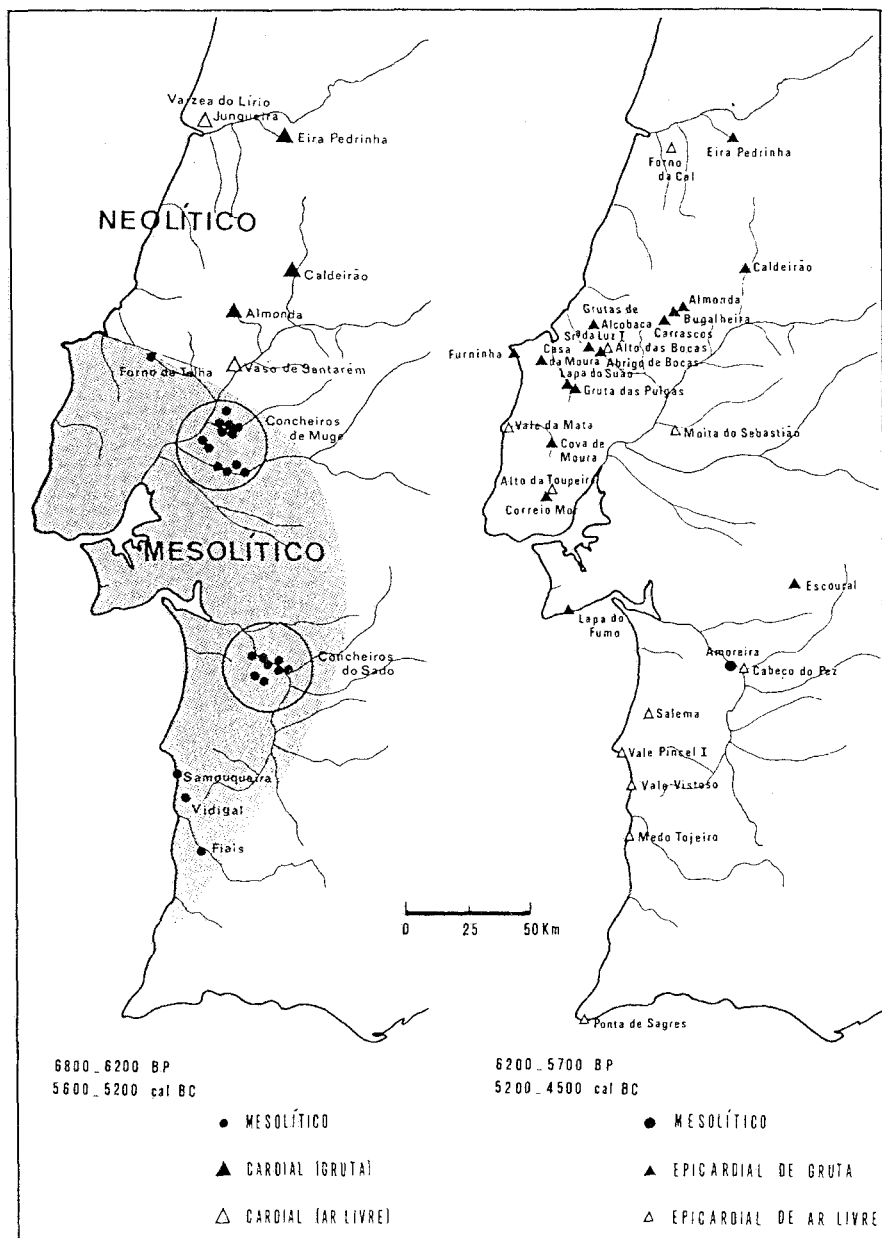 Varzea do Lírio
Junqueira
Eira Pedrinha
NEOLÍTICO
Caldeirão
Almonda
Forno da Telha
Vaso de Santarém
Concheiros
de Muge
MESOLÍTICO
Concheiros
do Sado
Samouqueira
Vidigal
Fiais
0 25 50 Km
6800_6200 BP
5600_5200 cal BC
MESOLÍTICO
CARDIAL (GRUTA)
CARDIAL (AR LIVRE)
Forno
da Cal
Eira Pedrinha
Caldeirão
Almonda
Bugalheira
Carrascos
Grutas de
Alcobaca
Sra da Luz I
Alto das Bocas
Abrigo de Bocas
Furninha
Casa
da Moura
Lapa do Suão
Gruta das Pulgas
Vale da Mata
Moita do Sebastião
Cova de
Moura
Alto da Toupeira
Correio Mor
Escoural
Lapa do
Fumo
Amoreira
Cabeço do Pez
Salema
Vale Pincel I
Vale Vistoso
Medo Tojeiro
Ponta de Sagres
6200_5700 BP
5200_4500 cal BC
MESOLÍTICO
EPICARDIAL DE GRUTA
EPICARDIAL DE AR LIVRE